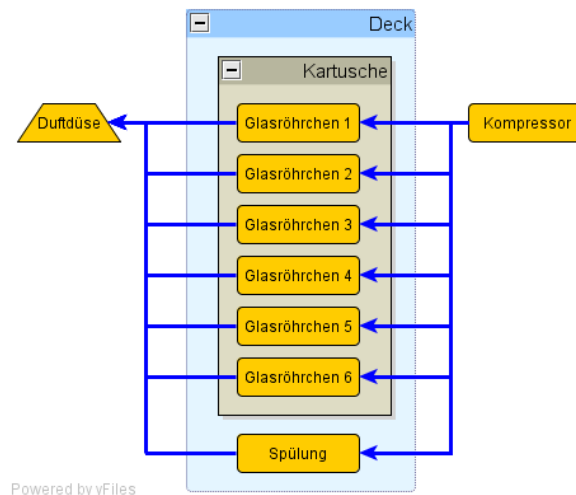 Deck
Kartusche
Duftdüse
Glasröhrchen 1
Kompressor
Glasröhrchen 2
Glasröhrchen 3
Glasröhrchen 4
Glasröhrchen 5
Glasröhrchen 6
Spülung
Powered by yFiles